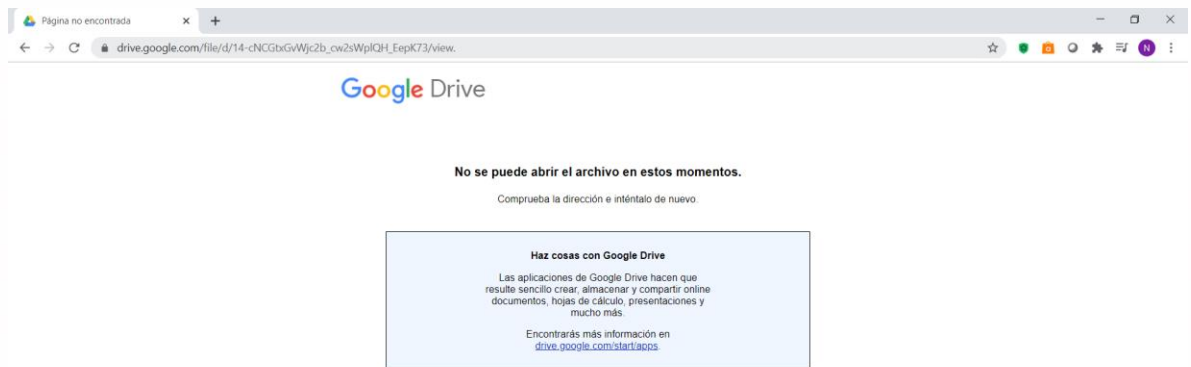 Página no encontrada
drive.google.com/file/d/14-cNCGtxGvWjc2b_cw2sWplQH_EepK73/view.
N
Google Drive
No se puede abrir el archivo en estos momentos.
Comprueba la dirección e inténtalo de nuevo.
Haz cosas con Google Drive
Las aplicaciones de Google Drive hacen que
resulte sencillo crear, almacenar y compartir online
documentos, hojas de cálculo, presentaciones y
mucho más.
Encontrarás más información en
drive.google.com/start/apps.